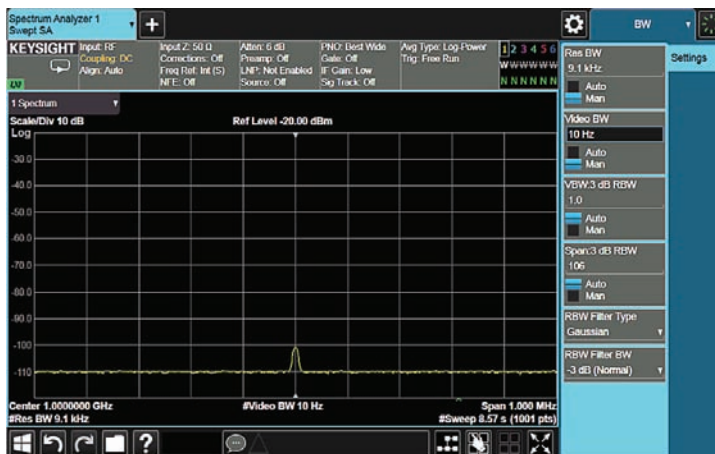 Spectrum Analyzer 1
Swept SA
+
BW
KEYSIGHT
Input: RF
Coupling: DC
Align: Auto
Input Z: 50 Ω
Corrections: Off
Freq Ref: Int (S)
NFE: Off
Atten: 6 dB
Preamp: Off
LNP: Not Enabled
Source: Off
PNO: Best Wide
Gate: Off
IF Gain: Low
Sig Track: Off
Avg Type: Log-Power
Trig: Free Run
1 2 3 4 5 6
W W W W W W
N N N N N N
1 Spectrum
Scale/Div 10 dB
Ref Level -20.00 dBm
Log
-30.0
-40.0
-50.0
-60.0
-70.0
-80.0
-90.0
-100
-110
Center 1.0000000 GHz
#Video BW 10 Hz
Span 1.000 MHz
#Res BW 9.1 kHz
#Sweep 8.57 s (1001 pts)
?
Res BW
9.1 kHz
Auto
Man
Video BW
10 Hz
Auto
Man
VBW:3 dB RBW
1.0
Auto
Man
Span:3 dB RBW
106
Auto
Man
RBW Filter Type
Gaussian
RBW Filter BW
-3 dB (Normal)
Settings